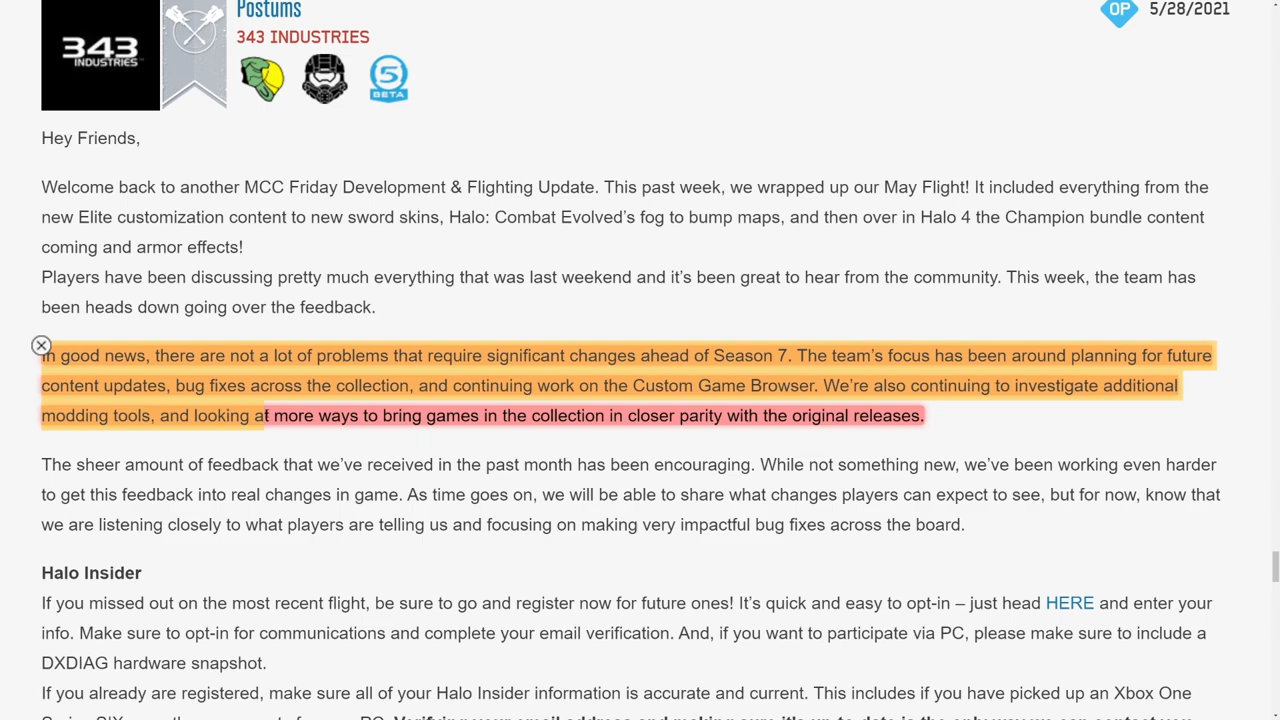 Postums
OP 5/28/2021
343 INDUSTRIES
343
INDUSTRIES
5
BETA
Hey Friends,
Welcome back to another MCC Friday Development & Flighting Update. This past week, we wrapped up our May Flight! It included everything from the
new Elite customization content to new sword skins, Halo: Combat Evolved’s fog to bump maps, and then over in Halo 4 the Champion bundle content
coming and armor effects!
Players have been discussing pretty much everything that was last weekend and it’s been great to hear from the community. This week, the team has
been heads down going over the feedback.
In good news, there are not a lot of problems that require significant changes ahead of Season 7. The team’s focus has been around planning for future
content updates, bug fixes across the collection, and continuing work on the Custom Game Browser. We’re also continuing to investigate additional
modding tools, and looking at more ways to bring games in the collection in closer parity with the original releases.
The sheer amount of feedback that we’ve received in the past month has been encouraging. While not something new, we’ve been working even harder
to get this feedback into real changes in game. As time goes on, we will be able to share what changes players can expect to see, but for now, know that
we are listening closely to what players are telling us and focusing on making very impactful bug fixes across the board.
Halo Insider
If you missed out on the most recent flight, be sure to go and register now for future ones! It’s quick and easy to opt-in – just head HERE and enter your
info. Make sure to opt-in for communications and complete your email verification. And, if you want to participate via PC, please make sure to include a
DXDIAG hardware snapshot.
If you already are registered, make sure all of your Halo Insider information is accurate and current. This includes if you have picked up an Xbox One